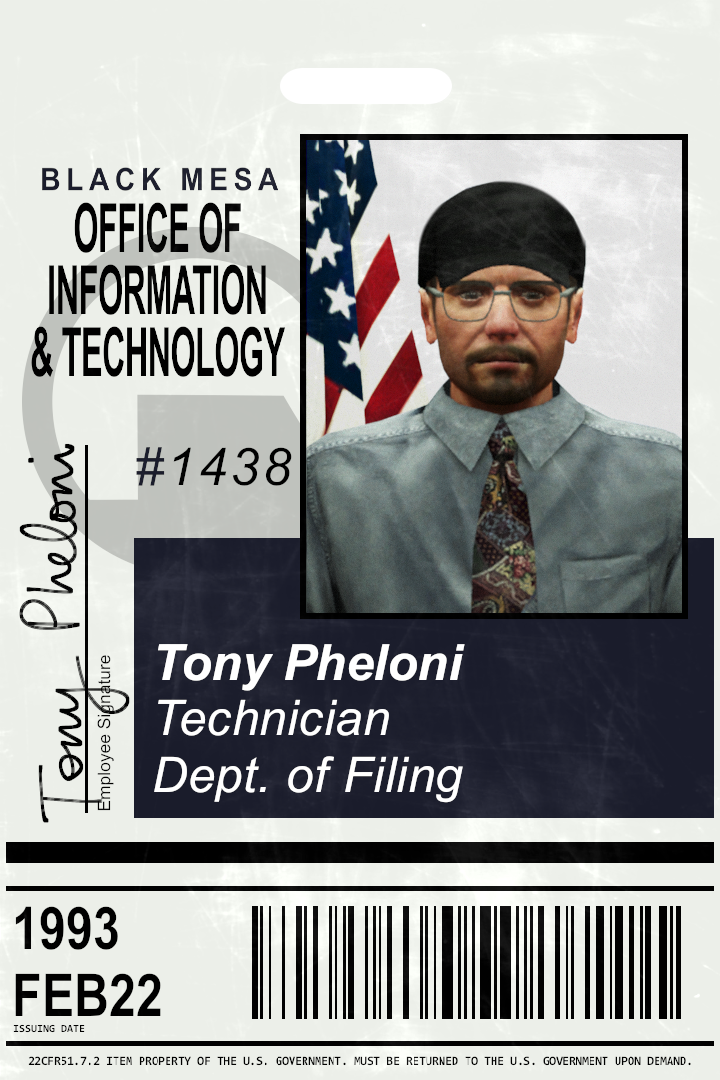 BLACK MESA
OFFICE OF
INFORMATION
& TECHNOLOGY
#1438
Tony Pheloni
Employee Signature
Tony Pheloni
Technician
Dept. of Filing
1993
FEB22
ISSUING DATE
22CFR51.7.2 ITEM PROPERTY OF THE U.S. GOVERNMENT. MUST BE RETURNED TO THE U.S. GOVERNMENT UPON DEMAND.